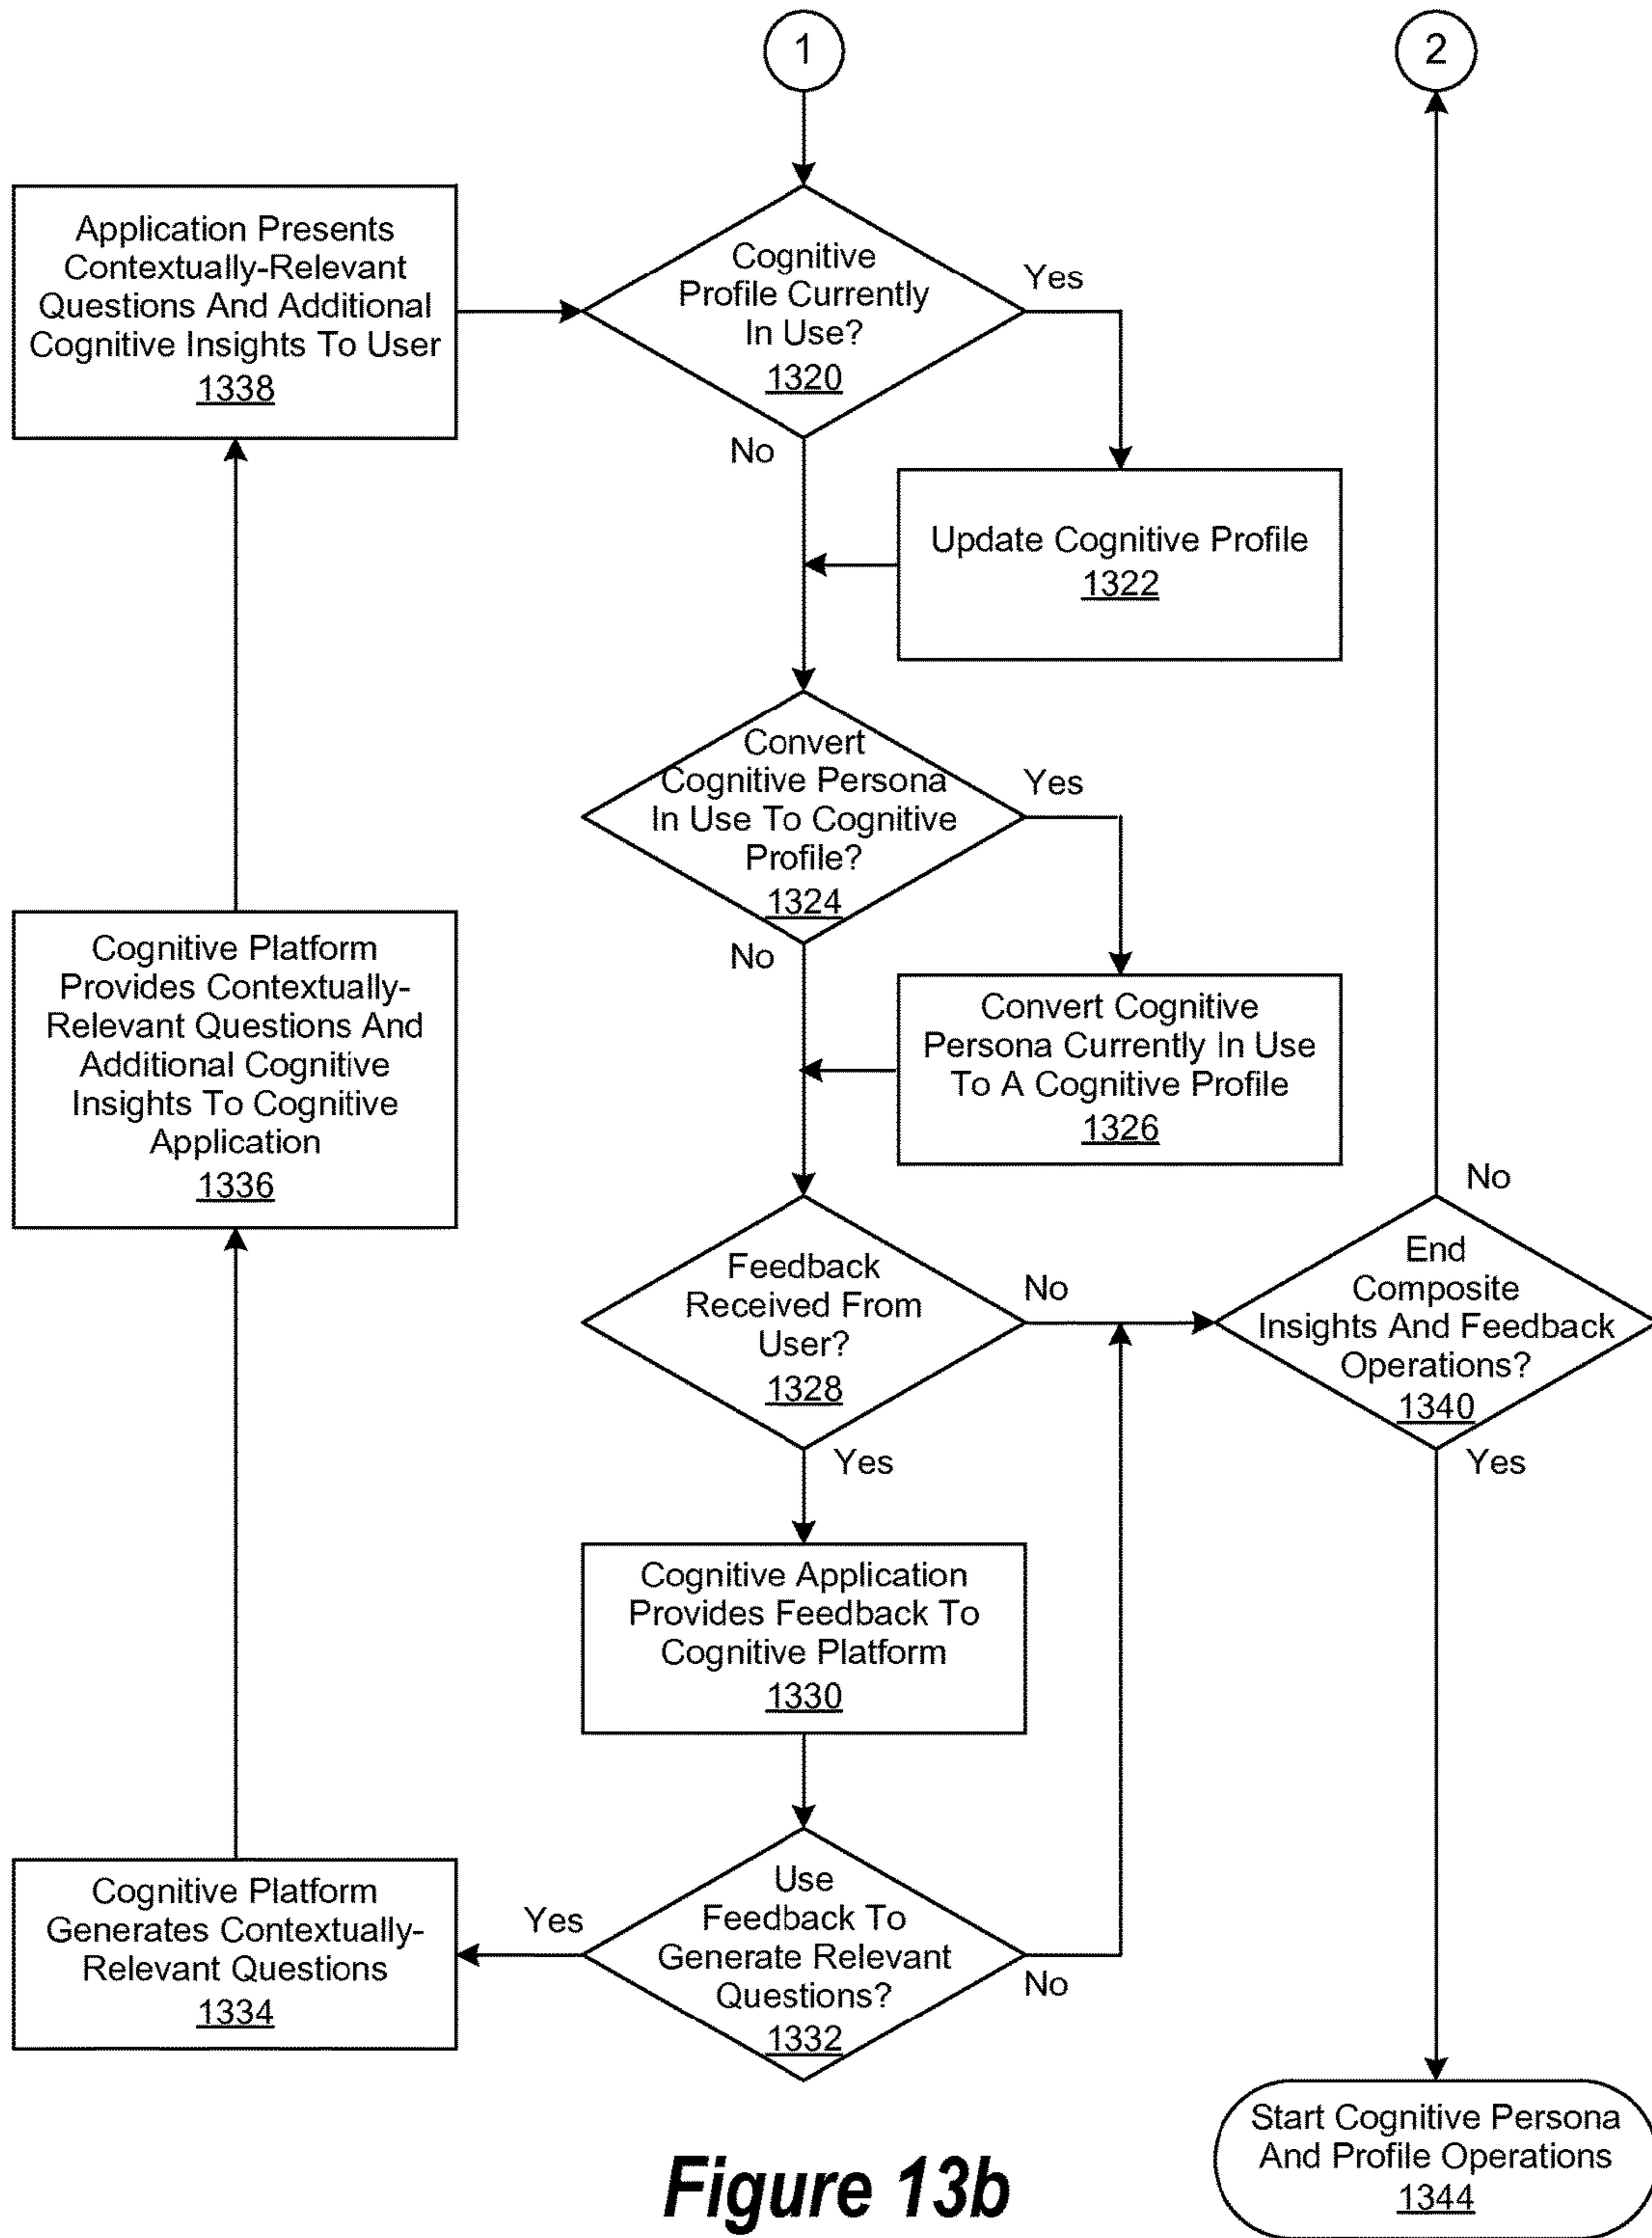 1
2
Application Presents
Contextually-Relevant
Questions And Additional
Cognitive Insights To User
1338
Cognitive
Profile Currently
In Use?
1320
Yes
No
Update Cognitive Profile
1322
Convert
Cognitive Persona
In Use To Cognitive
Profile?
1324
Yes
No
Cognitive Platform
Provides Contextually-
Relevant Questions And
Additional Cognitive
Insights To Cognitive
Application
1336
Convert Cognitive
Persona Currently In Use
To A Cognitive Profile
1326
Feedback
Received From
User?
1328
No
Yes
No
End
Composite
Insights And Feedback
Operations?
1340
Yes
Cognitive Application
Provides Feedback To
Cognitive Platform
1330
Cognitive Platform
Generates Contextually-
Relevant Questions
1334
Yes
Use
Feedback To
Generate Relevant
Questions?
1332
No
Start Cognitive Persona
And Profile Operations
1344
Figure 13b